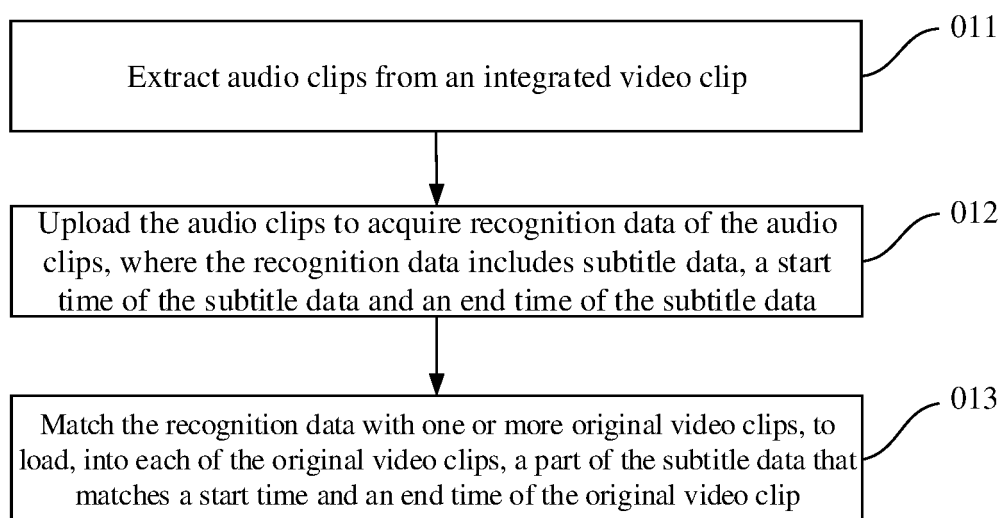 011
Extract audio clips from an integrated video clip
012
Upload the audio clips to acquire recognition data of the audio
clips, where the recognition data includes subtitle data, a start
time of the subtitle data and an end time of the subtitle data
013
Match the recognition data with one or more original video clips, to
load, into each of the original video clips, a part of the subtitle data that
matches a start time and an end time of the original video clip